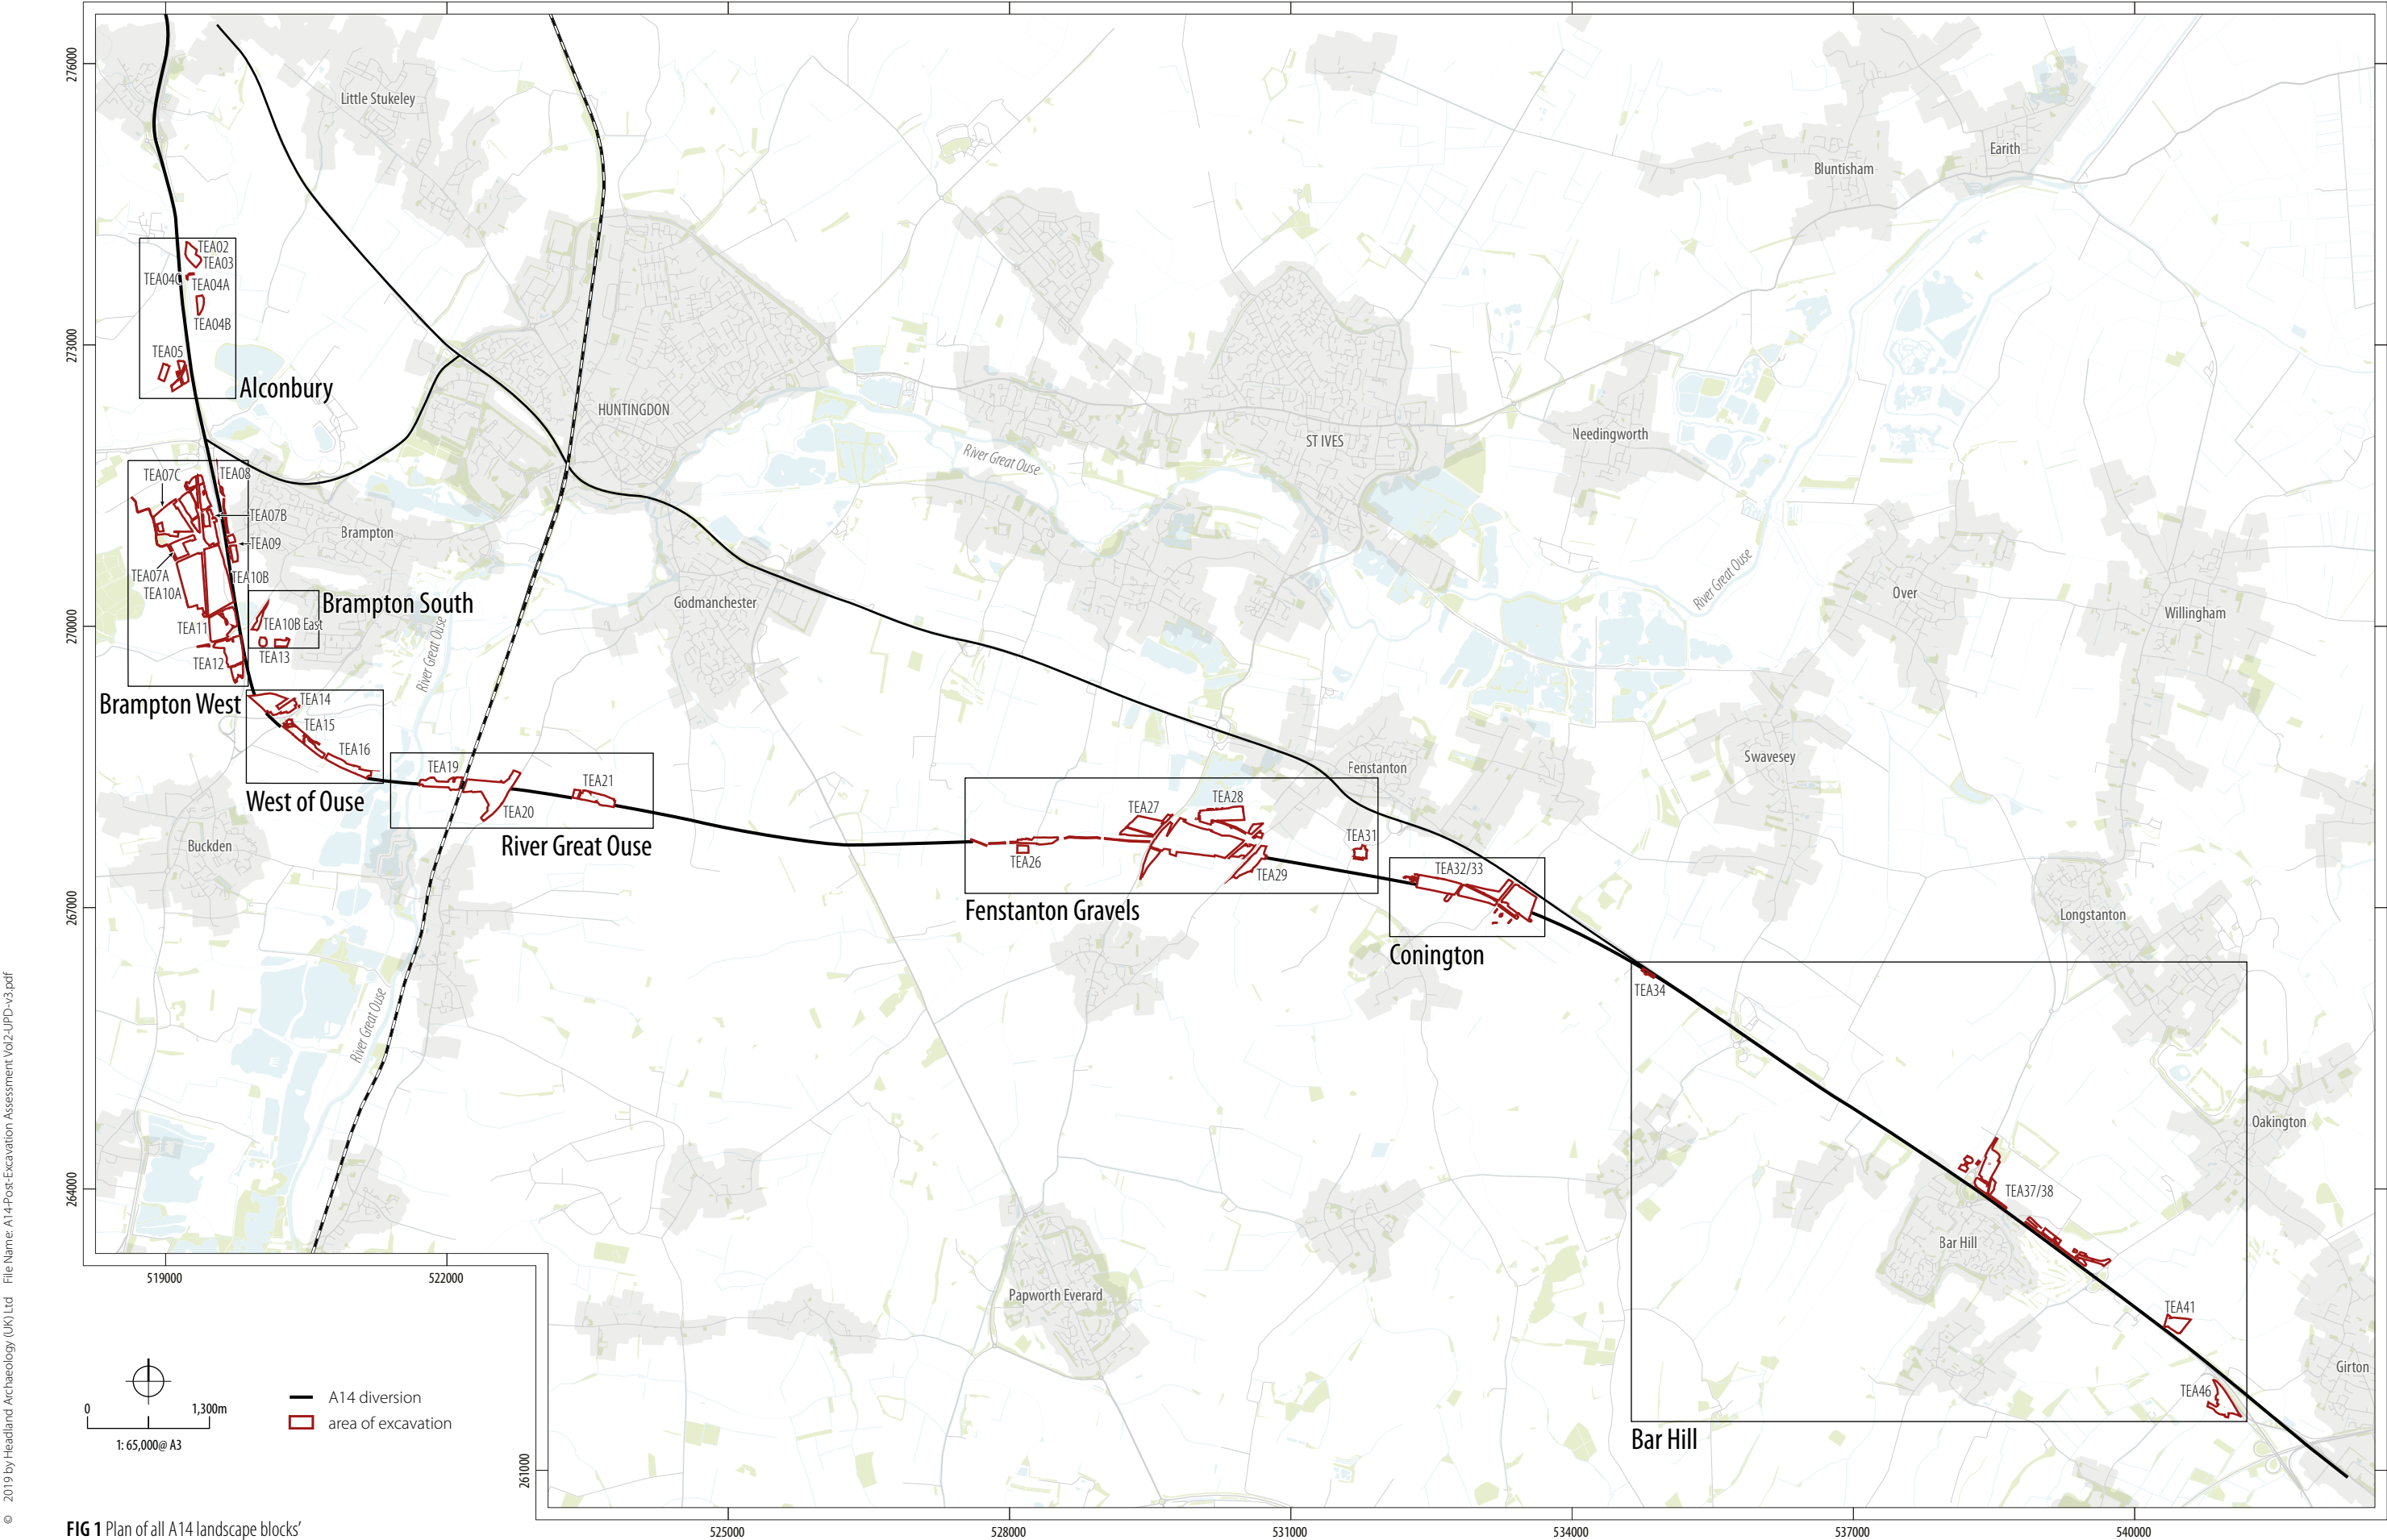 276000
Little Stukeley
Earith
Bluntisham
TEA02
TEA03
TEA04C
TEA04A
TEA04B
273000
TEA05
Alconbury
HUNTINGDON
ST IVES
Needingworth
River Great Ouse
TEA07C
TEA08
TEA07B
Brampton
TEA09
TEA07A
TEA10B
TEA10A
River Great Ouse
Over
Willingham
Brampton South
Godmanchester
270000
TEA11
TEA10B East
TEA13
TEA12
River Great Ouse
Brampton West
TEA14
TEA15
TEA16
Swavesey
Fenstanton
TEA19
TEA21
TEA20
West of Ouse
TEA27
TEA28
TEA31
River Great Ouse
Buckden
TEA26
TEA29
TEA32/33
267000
Fenstanton Gravels
Longstanton
Conington
TEA34
River Great Ouse
Oakington
264000
TEA37/38
Bar Hill
519000
522000
Papworth Everard
TEA41
Girton
TEA46
0
1,300m
1: 65,000@ A3
A14 diversion
area of excavation
Bar Hill
261000
FIG 1 Plan of all A14 landscape blocks’
525000
528000
531000
534000
537000
540000
© 2019 by Headland Archaeology (UK) Ltd File Name: A14-Post-Excavation Assessment Vol2-UPD-v3.pdf